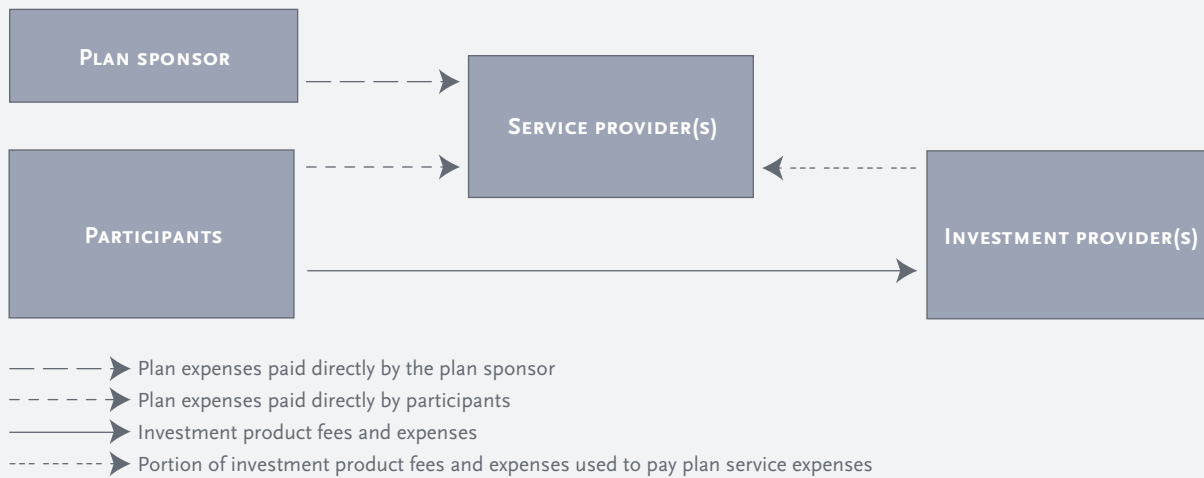 Plan sponsor
Service provider(s)
Participants
Investment provider(s)
Plan expenses paid directly by the plan sponsor
Plan expenses paid directly by participants
Investment product fees and expenses
Portion of investment product fees and expenses used to pay plan service expenses